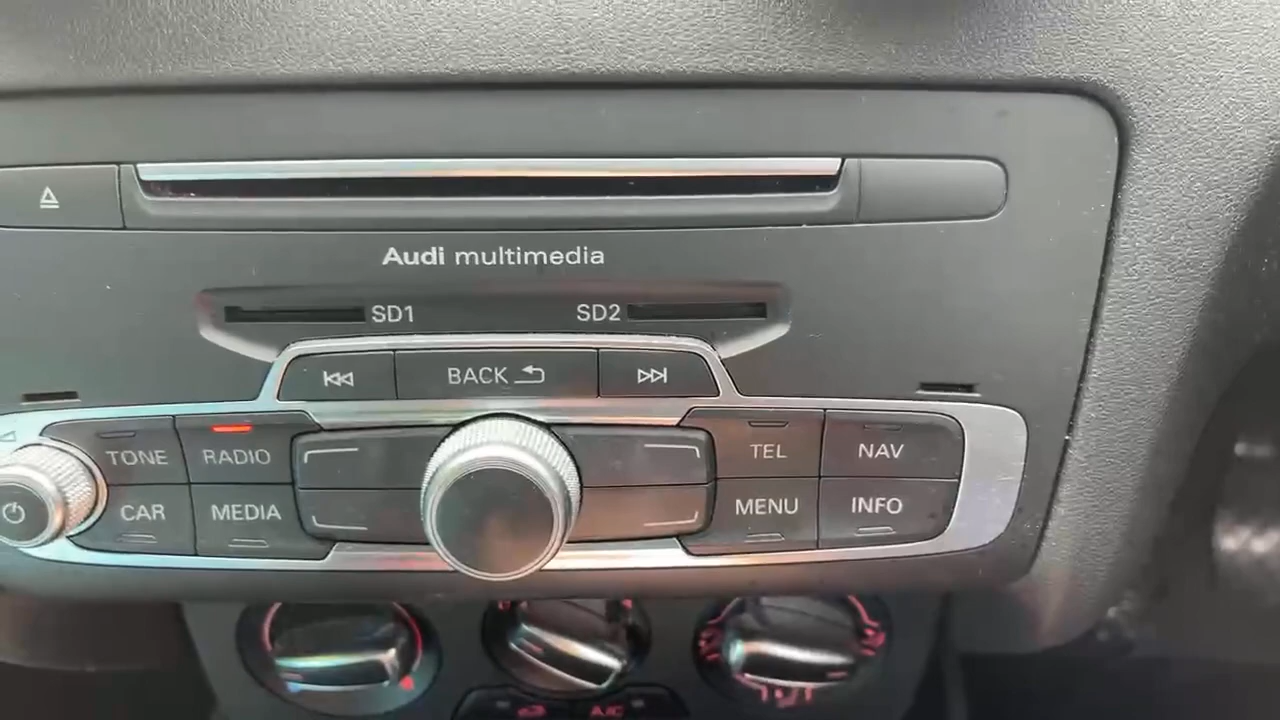 Audi multimedia
SD1 SD2
BACK
TONE RADIO TEL NAV
CAR MEDIA MENU INFO
A/C